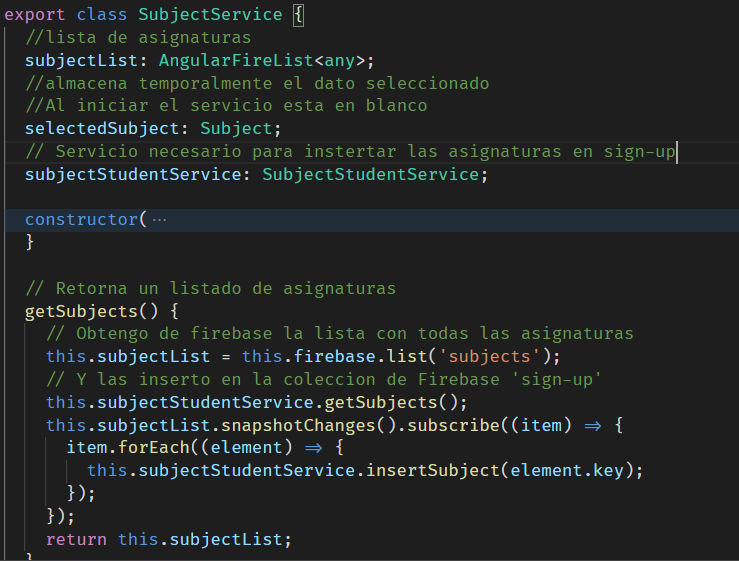 export class SubjectService {
//lista de asignaturas
subjectList: AngularFireList<any>;
//almacena temporalmente el dato seleccionado
//Al iniciar el servicio esta en blanco
selectedSubject: Subject;
// Servicio necesario para instertar las asignaturas en sign-up
subjectStudentService: SubjectStudentService;
constructor( ...
}
// Retorna un listado de asignaturas
getSubjects() {
// Obtengo de firebase la lista con todas las asignaturas
this.subjectList = this.firebase.list('subjects');
// Y las inserto en la coleccion de Firebase 'sign-up'
this.subjectStudentService.getSubjects();
this.subjectList.snapshotChanges().subscribe((item) => {
item.forEach((element) => {
this.subjectStudentService.insertSubject(element.key);
});
});
return this.subjectList;
}